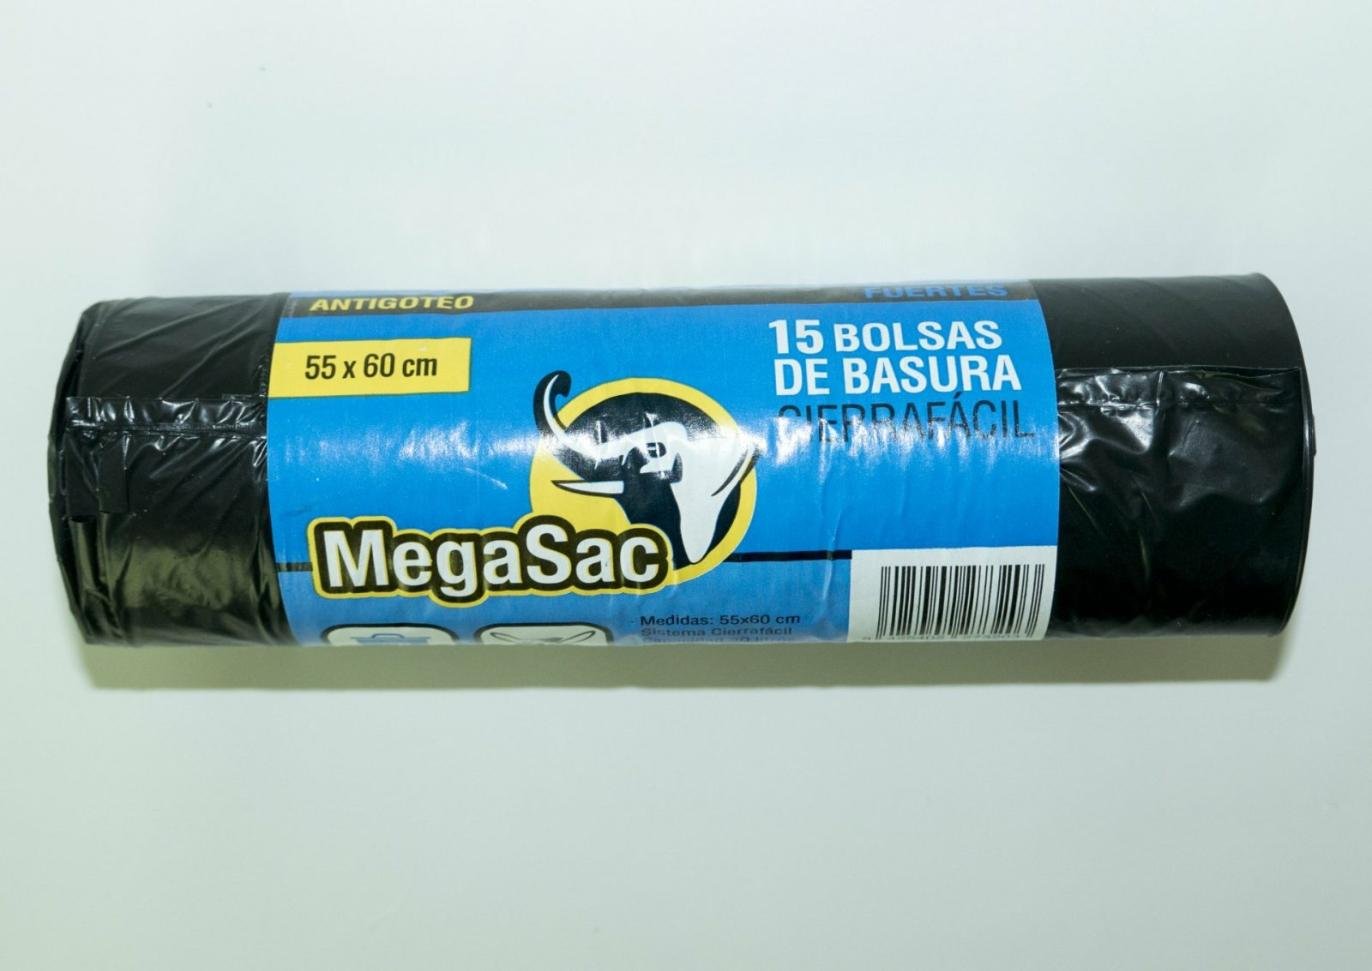 ANTIGOTEO
FUERTES
55 x 60 cm
15 BOLSAS
DE BASURA
CIERRAFÁCIL
MegaSac
Medidas: 55x60 cm
Sistema Cierrafácil